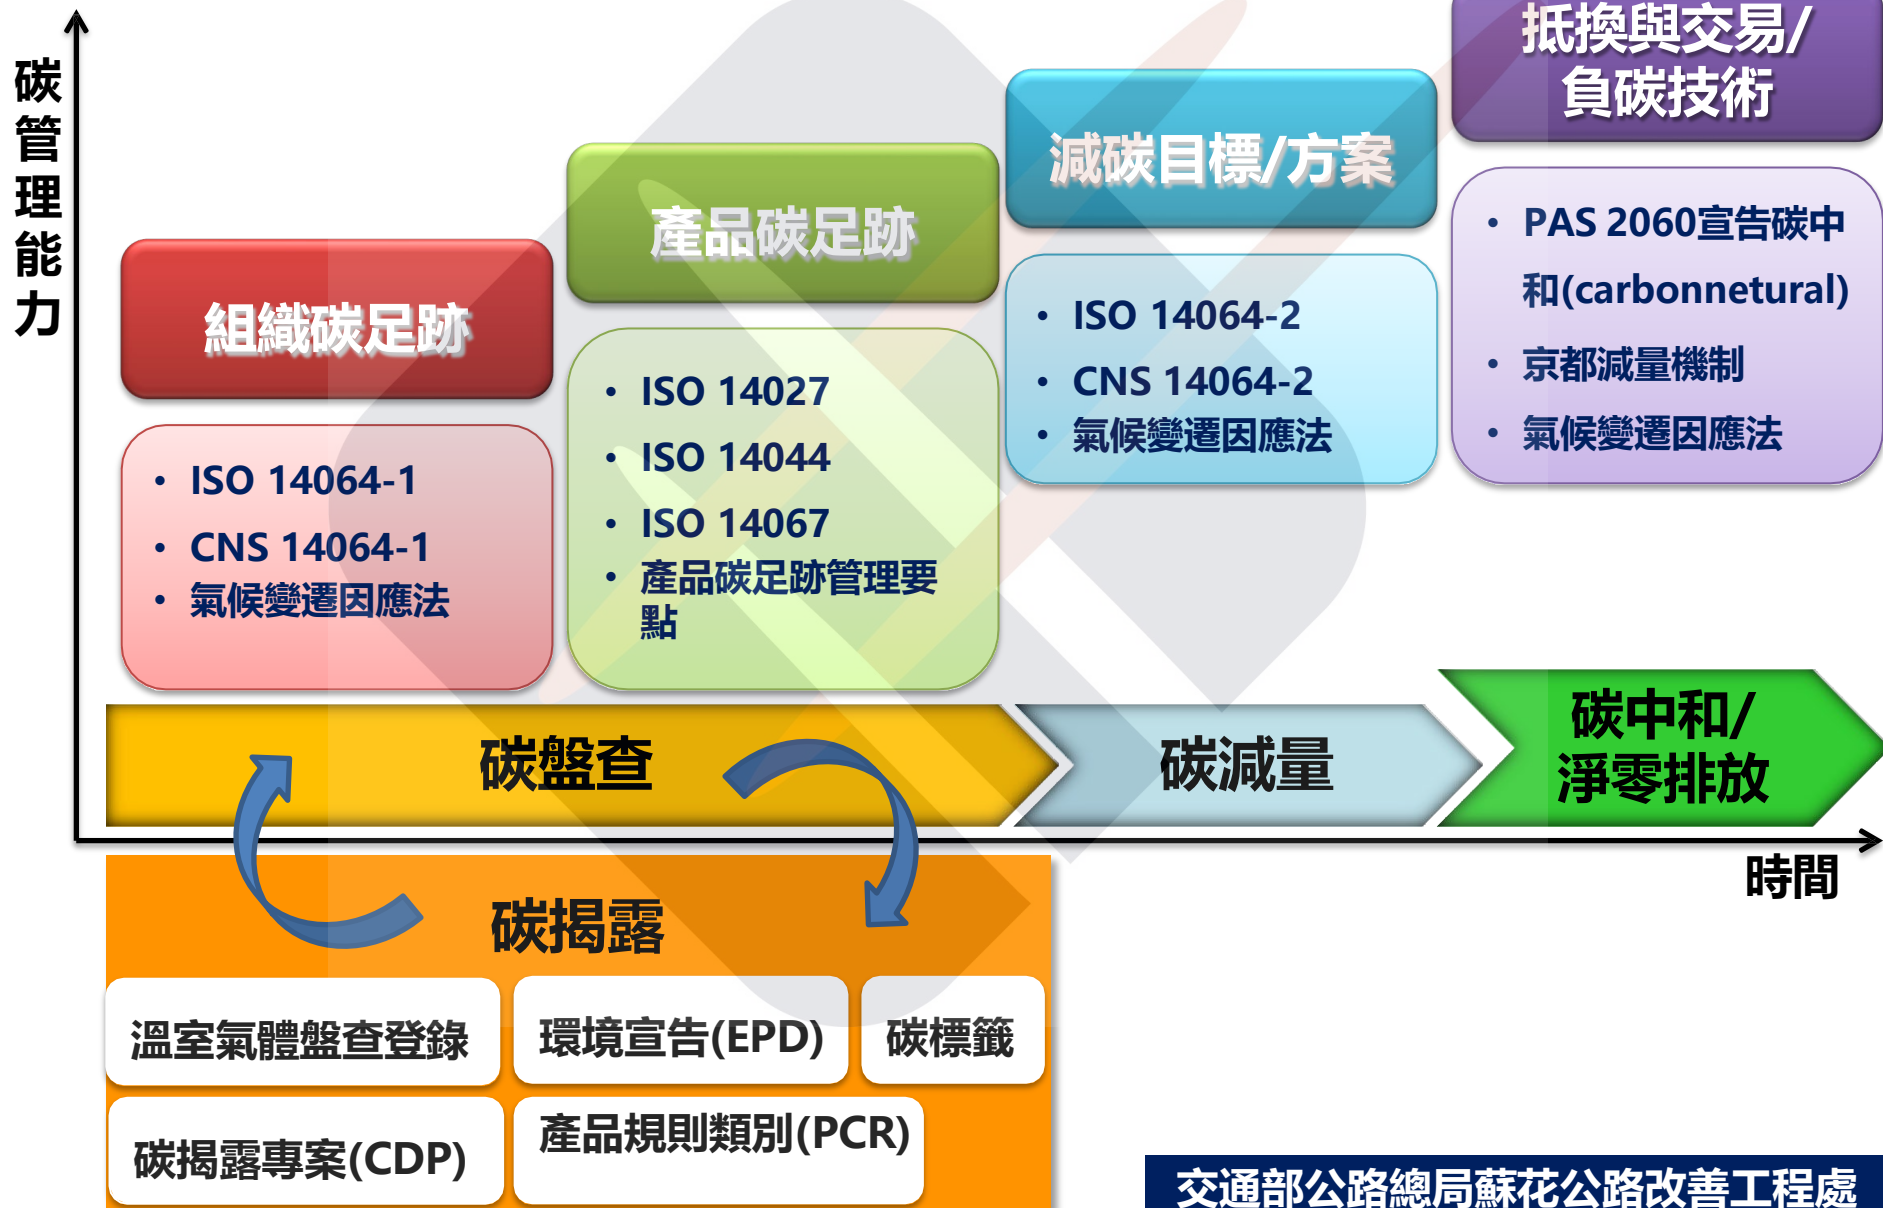 碳管理能力
組織碳足跡
• ISO 14064-1
• CNS 14064-1
• 氣候變遷因應法
產品碳足跡
• ISO 14027
• ISO 14044
• ISO 14067
• 產品碳足跡管理要
點
減碳目標/方案
• ISO 14064-2
• CNS 14064-2
• 氣候變遷因應法
抵換與交易/
負碳技術
• PAS 2060宣告碳中
和(carbonnetural)
• 京都減量機制
• 氣候變遷因應法
碳盤查
碳減量
碳中和/
淨零排放
時間
碳揭露
溫室氣體盤查登錄
環境宣告(EPD)
碳標籤
碳揭露專案(CDP)
產品規則類別(PCR)
交通部公路總局蘇花公路改善工程處